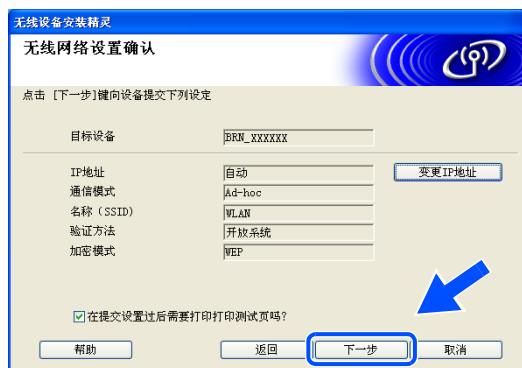 无线设备安装精灵
无线网络设置确认
点击 [下一步]键向设备提交下列设定
目标设备 BRN_XXXXXX
IP地址 自动 变更IP地址
通信模式 Ad-hoc
名称（SSID） WLAN
验证方法 开放系统
加密模式 WEP
在提交设置过后需要打印打印测试页吗?
帮助 返回 下一步 取消